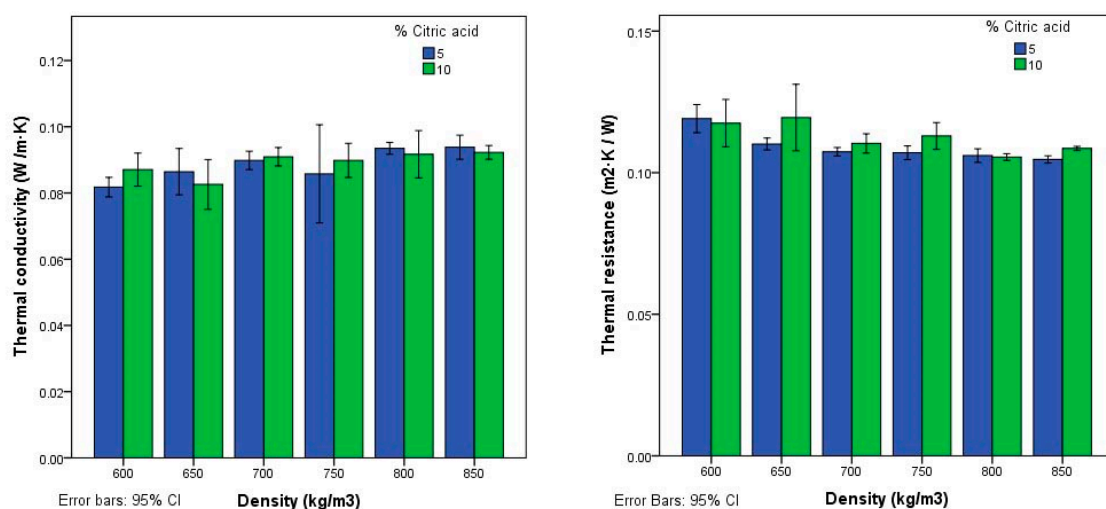 % Citric acid
5
10
Thermal conductivity (W /m·K)
0.12
0.10
0.08
0.06
0.04
0.02
0.00
600 650 700 750 800 850
Error bars: 95% CI
Density (kg/m3)
% Citric acid
5
10
Thermal resistance (m2·K / W)
0.15
0.10
0.05
0.00
600 650 700 750 800 850
Error Bars: 95% CI
Density (kg/m3)